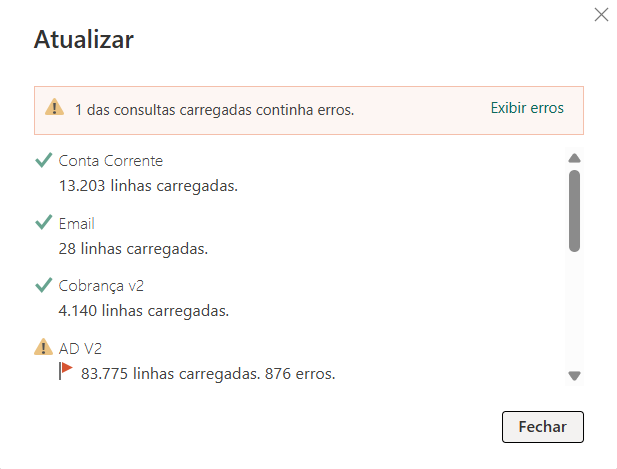 Atualizar
1 das consultas carregadas continha erros.
Exibir erros
Conta Corrente
13.203 linhas carregadas.
Email
28 linhas carregadas.
Cobrança v2
4.140 linhas carregadas.
AD V2
83.775 linhas carregadas. 876 erros.
Fechar